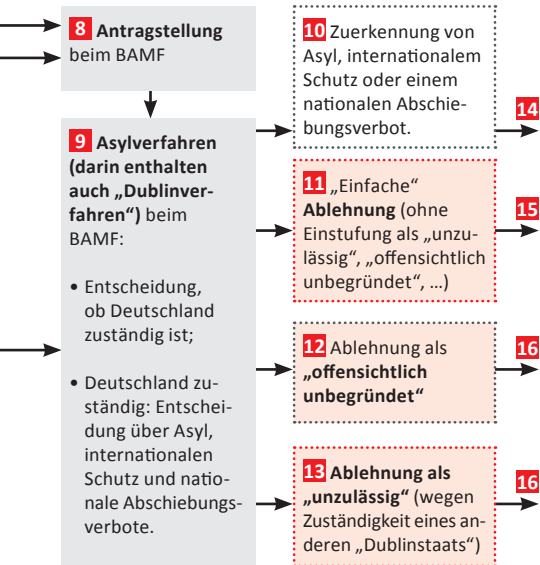 8 Antragstellung
beim BAMF
9 Asylverfahren
(darin enthalten
auch „Dublinver-
fahren“) beim
BAMF:
• Entscheidung,
ob Deutschland
zuständig ist;
• Deutschland zu-
ständig: Entschei-
dung über Asyl,
internationalen
Schutz und natio-
nale Abschiebungs-
verbote.
10 Zuerkennung von
Asyl, internationalem
Schutz oder einem
nationalen Abschie-
bungsverbot.
14
11 „Einfache“
Ablehnung (ohne
Einstufung als „unzu-
lässig“, „offensichtlich
unbegründet“, ...)
15
12 Ablehnung als
„offensichtlich
unbegründet“
16
13 Ablehnung als
„unzulässig“ (wegen
Zuständigkeit eines an-
deren „Dublinstaats“)
16